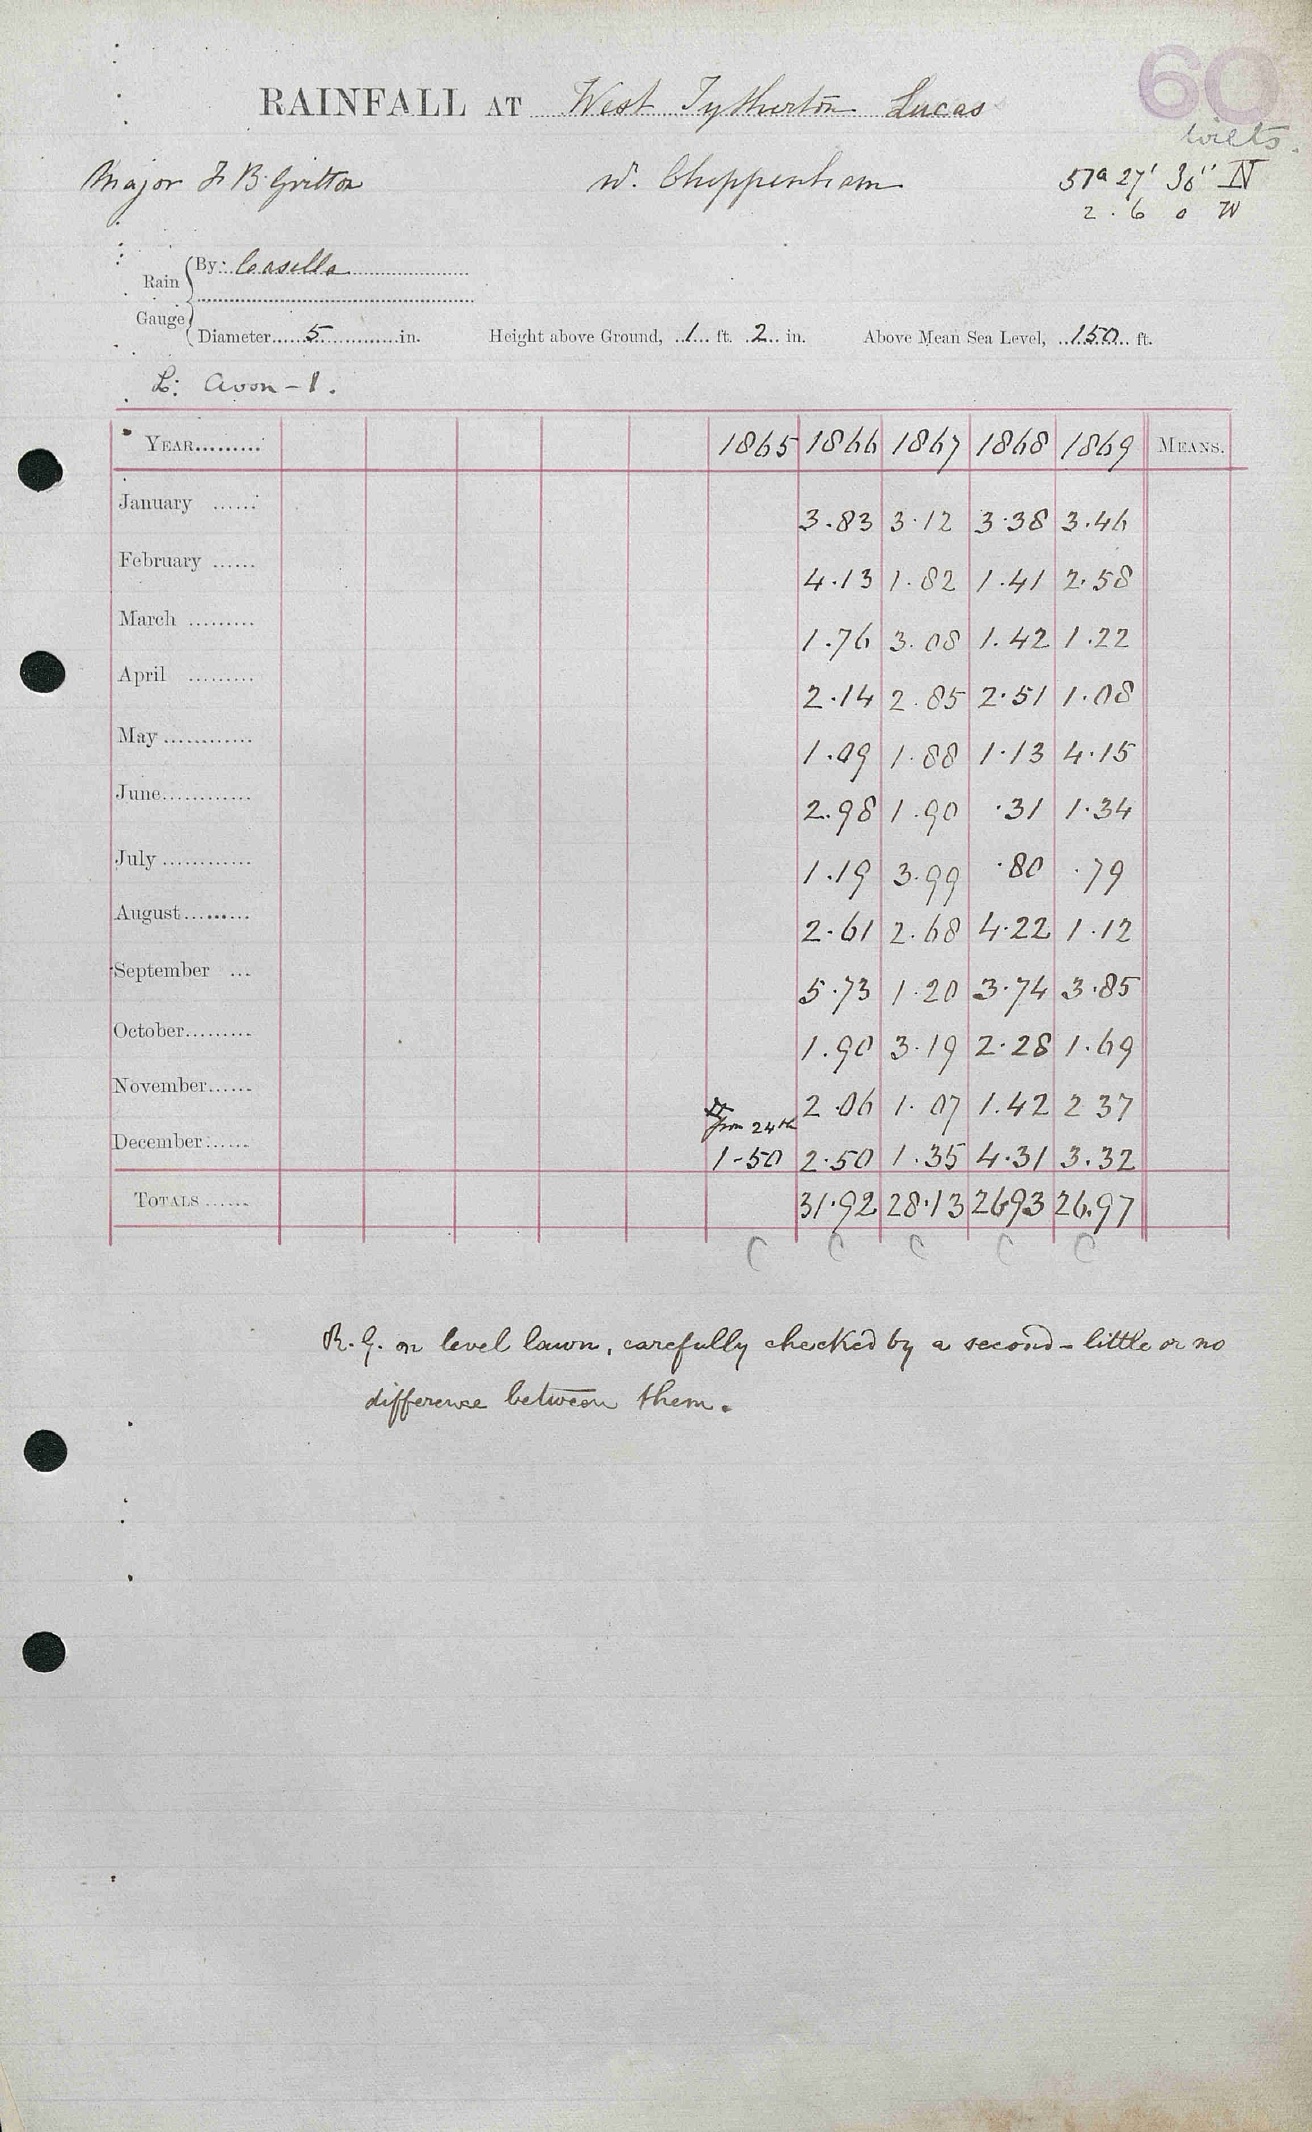 60
RAINFALL AT West Tytherton Lucas
Wilts.
Major F B. Gritton nr. Chippenham 51° 27' 30" N
2 . 6 0 W
Rain Gauge By: Casella
Diameter 5 in. Height above Ground, 1 ft. 2 in. Above Mean Sea Level, 150 ft.
L: Avon - 1.
YEAR 1865 1866 1867 1868 1869 MEANS.
January 3.83 3.12 3.38 3.46
February 4.13 1.82 1.41 2.58
March 1.76 3.08 1.42 1.22
April 2.14 2.85 2.51 1.08
May 1.09 1.88 1.13 4.15
June 2.98 1.90 .31 1.34
July 1.19 3.99 .80 .79
August 2.61 2.68 4.22 1.12
September 5.73 1.20 3.74 3.85
October 1.90 3.19 2.28 1.69
November 2.06 1.07 1.42 2 37
from 24th
December 1-50 2.50 1.35 4.31 3.32
TOTALS 31.92 28.13 2693 26.97
C C C C C
R. G. on level lawn, carefully checked by a second - little or no
difference between them.